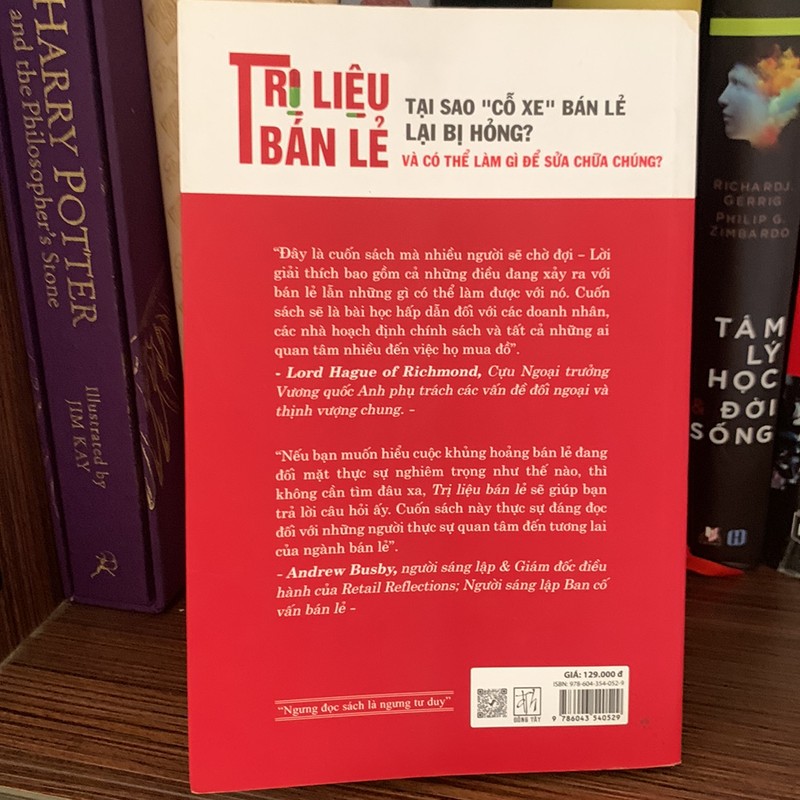 HARRY POTTER
and the Philosopher's Stone
Illustrated by
JIM KAY
TRỊ LIỆU
BÁN LẺ
TẠI SAO "CỖ XE" BÁN LẺ
LẠI BỊ HỎNG?
VÀ CÓ THỂ LÀM GÌ ĐỂ SỬA CHỮA CHÚNG?
"Đây là cuốn sách mà nhiều người sẽ chờ đợi – Lời
giải thích bao gồm cả những điều đang xảy ra với
bán lẻ lẫn những gì có thể làm được với nó. Cuốn
sách sẽ là bài học hấp dẫn đối với các doanh nhân,
các nhà hoạch định chính sách và tất cả những ai
quan tâm nhiều đến việc họ mua đồ".
- Lord Hague of Richmond, Cựu Ngoại trưởng
Vương quốc Anh phụ trách các vấn đề đối ngoại và
thịnh vượng chung. -
"Nếu bạn muốn hiểu cuộc khủng hoảng bán lẻ đang
đối mặt thực sự nghiêm trọng như thế nào, thì
không cần tìm đâu xa, Trị liệu bán lẻ sẽ giúp bạn
trả lời câu hỏi ấy. Cuốn sách này thực sự đáng đọc
đối với những người thực sự quan tâm đến tương lai
của ngành bán lẻ".
- Andrew Busby, người sáng lập & Giám đốc điều
hành của Retail Reflections; Người sáng lập Ban cố
vấn bán lẻ -
"Ngưng đọc sách là ngưng tư duy"
ĐÔNG TÂY
GIÁ: 129.000 đ
ISBN: 978-604-354-052-9
9 786043 540529
RICHARD J.
GERRIG
PHILIP G.
ZIMBARDO
TÂM
LÝ
HỌC
& ĐỜI
SỐNG